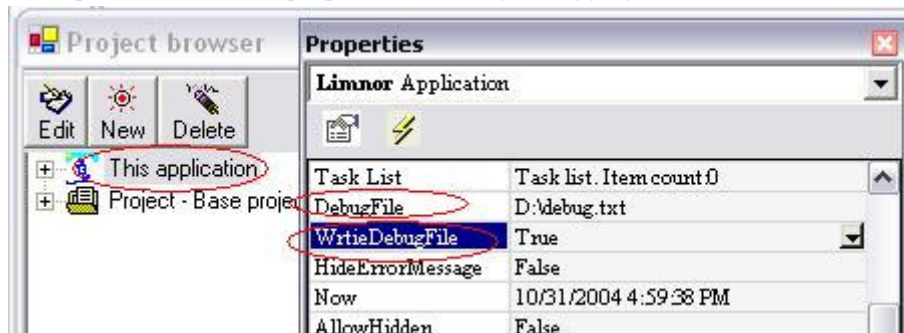 Project browser
Edit New Delete
This application
Project - Base proje
Properties
Limnor Application
Task List Task list. Item count:0
DebugFile D:\debug.txt
WrtieDebugFile True
HideErrorMessage False
Now 10/31/2004 4:59:38 PM
AllowHidden False